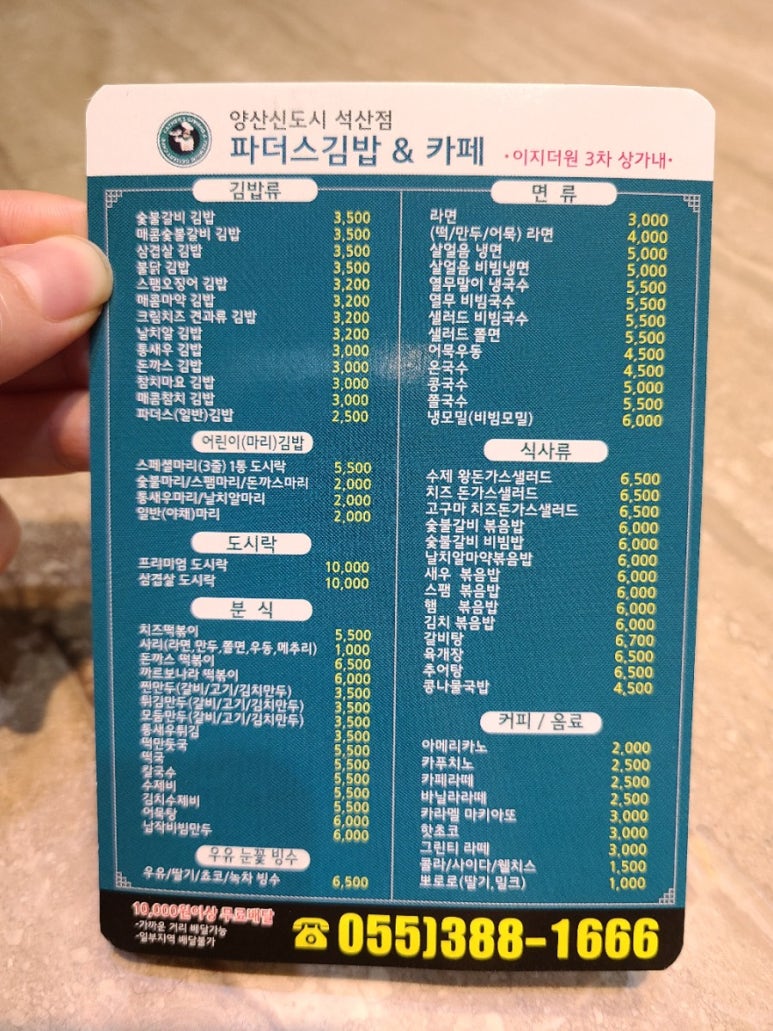 양산신도시 석산점
파더스김밥 & 카페
·이지더원 3차 상가내·
김밥류
숯불갈비 김밥 3,500
매콤숯불갈비 김밥 3,500
삼겹살 김밥 3,500
불닭 김밥 3,500
스팸오징어 김밥 3,200
매콤마약 김밥 3,200
크림치즈 견과류 김밥 3,200
날치알 김밥 3,200
통새우 김밥 3,000
돈까스 김밥 3,000
참치마요 김밥 3,000
매콤참치 김밥 3,000
파더스(일반)김밥 2,500
어린이(마리)김밥
스페셜마리(3줄) 1통 도시락 5,500
숯불마리/스팸마리/돈까스마리 2,000
통새우마리/날치알마리 2,000
일반(야채)마리 2,000
도시락
프리미엄 도시락 10,000
삼겹살 도시락 10,000
분 식
치즈떡볶이 5,500
사리(라면,만두,쫄면,우동,메추리) 1,000
돈까스 떡볶이 6,500
까르보나라 떡볶이 6,000
찐만두(갈비/고기/김치만두) 3,500
튀김만두(갈비/고기/김치만두) 3,500
모둠만두(갈비/고기/김치만두) 3,500
통새우튀김 3,500
떡만둣국 5,500
떡국 5,500
칼국수 5,500
수제비 5,500
김치수제비 5,500
어묵탕 6,000
납작비빔만두 6,000
우유 눈꽃 빙수
우유/딸기/쵸코/녹차 빙수 6,500
면 류
라면 3,000
(떡/만두/어묵) 라면 4,000
살얼음 냉면 5,000
살얼음 비빔냉면 5,000
열무말이 냉국수 5,500
열무 비빔국수 5,500
샐러드 비빔국수 5,500
샐러드 쫄면 5,500
어묵우동 4,500
온국수 4,500
콩국수 5,000
쫄국수 5,500
냉모밀(비빔모밀) 6,000
식사류
수제 왕돈가스샐러드 6,500
치즈 돈가스샐러드 6,500
고구마 치즈돈가스샐러드 6,500
숯불갈비 볶음밥 6,000
숯불갈비 비빔밥 6,000
날치알마약볶음밥 6,000
새우 볶음밥 6,000
스팸 볶음밥 6,000
햄 볶음밥 6,000
김치 볶음밥 6,000
갈비탕 6,700
육개장 6,500
추어탕 6,500
콩나물국밥 4,500
커피 / 음료
아메리카노 2,000
카푸치노 2,500
카페라떼 2,500
바닐라라떼 2,500
카라멜 마키아또 3,000
핫쵸코 3,000
그린티 라떼 3,000
콜라/사이다/웰치스 1,500
뽀로로(딸기,밀크) 1,000
10,000원이상 무료배달
-가까운 거리 배달가능
-일부지역 배달불가
☎ 055)388-1666